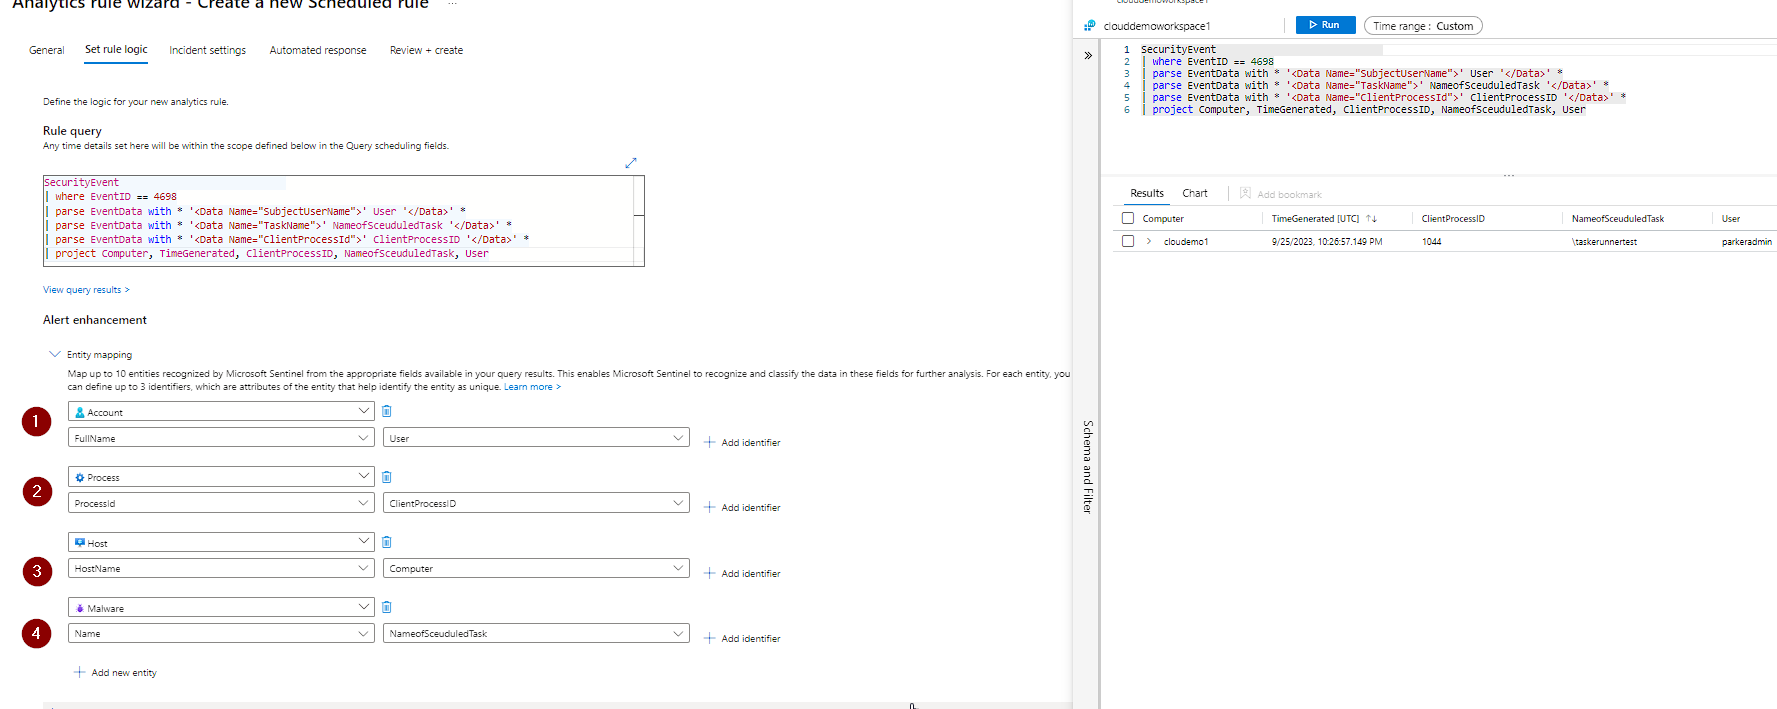 Analytics rule wizard - Create a new Scheduled rule ...
General Set rule logic Incident settings Automated response Review + create
Define the logic for your new analytics rule.
Rule query
Any time details set here will be within the scope defined below in the Query scheduling fields.
SecurityEvent
| where EventID == 4698
| parse EventData with * '<Data Name="SubjectUserName">' User '</Data>' *
| parse EventData with * '<Data Name="TaskName">' NameofSceuduledTask '</Data>' *
| parse EventData with * '<Data Name="ClientProcessId">' ClientProcessID '</Data>' *
| project Computer, TimeGenerated, ClientProcessID, NameofSceuduledTask, User
View query results >
Alert enhancement
Entity mapping
Map up to 10 entities recognized by Microsoft Sentinel from the appropriate fields available in your query results. This enables Microsoft Sentinel to recognize and classify the data in these fields for further analysis. For each entity, you
can define up to 3 identifiers, which are attributes of the entity that help identify the entity as unique. Learn more >
1
Account
FullName User + Add identifier
2
Process
ProcessId ClientProcessID + Add identifier
3
Host
HostName Computer + Add identifier
4
Malware
Name NameofSceuduledTask + Add identifier
+ Add new entity
clouddemoworkspace1
clouddemoworkspace1 Run Time range : Custom
1 SecurityEvent
2 | where EventID == 4698
3 | parse EventData with * '<Data Name="SubjectUserName">' User '</Data>' *
4 | parse EventData with * '<Data Name="TaskName">' NameofSceuduledTask '</Data>' *
5 | parse EventData with * '<Data Name="ClientProcessId">' ClientProcessID '</Data>' *
6 | project Computer, TimeGenerated, ClientProcessID, NameofSceuduledTask, User
Schema and Filter
Results Chart Add bookmark
Computer TimeGenerated [UTC] ↑↓ ClientProcessID NameofSceuduledTask User
cloudemo1 9/25/2023, 10:26:57.149 PM 1044 \taskerunnertest parkeradmin